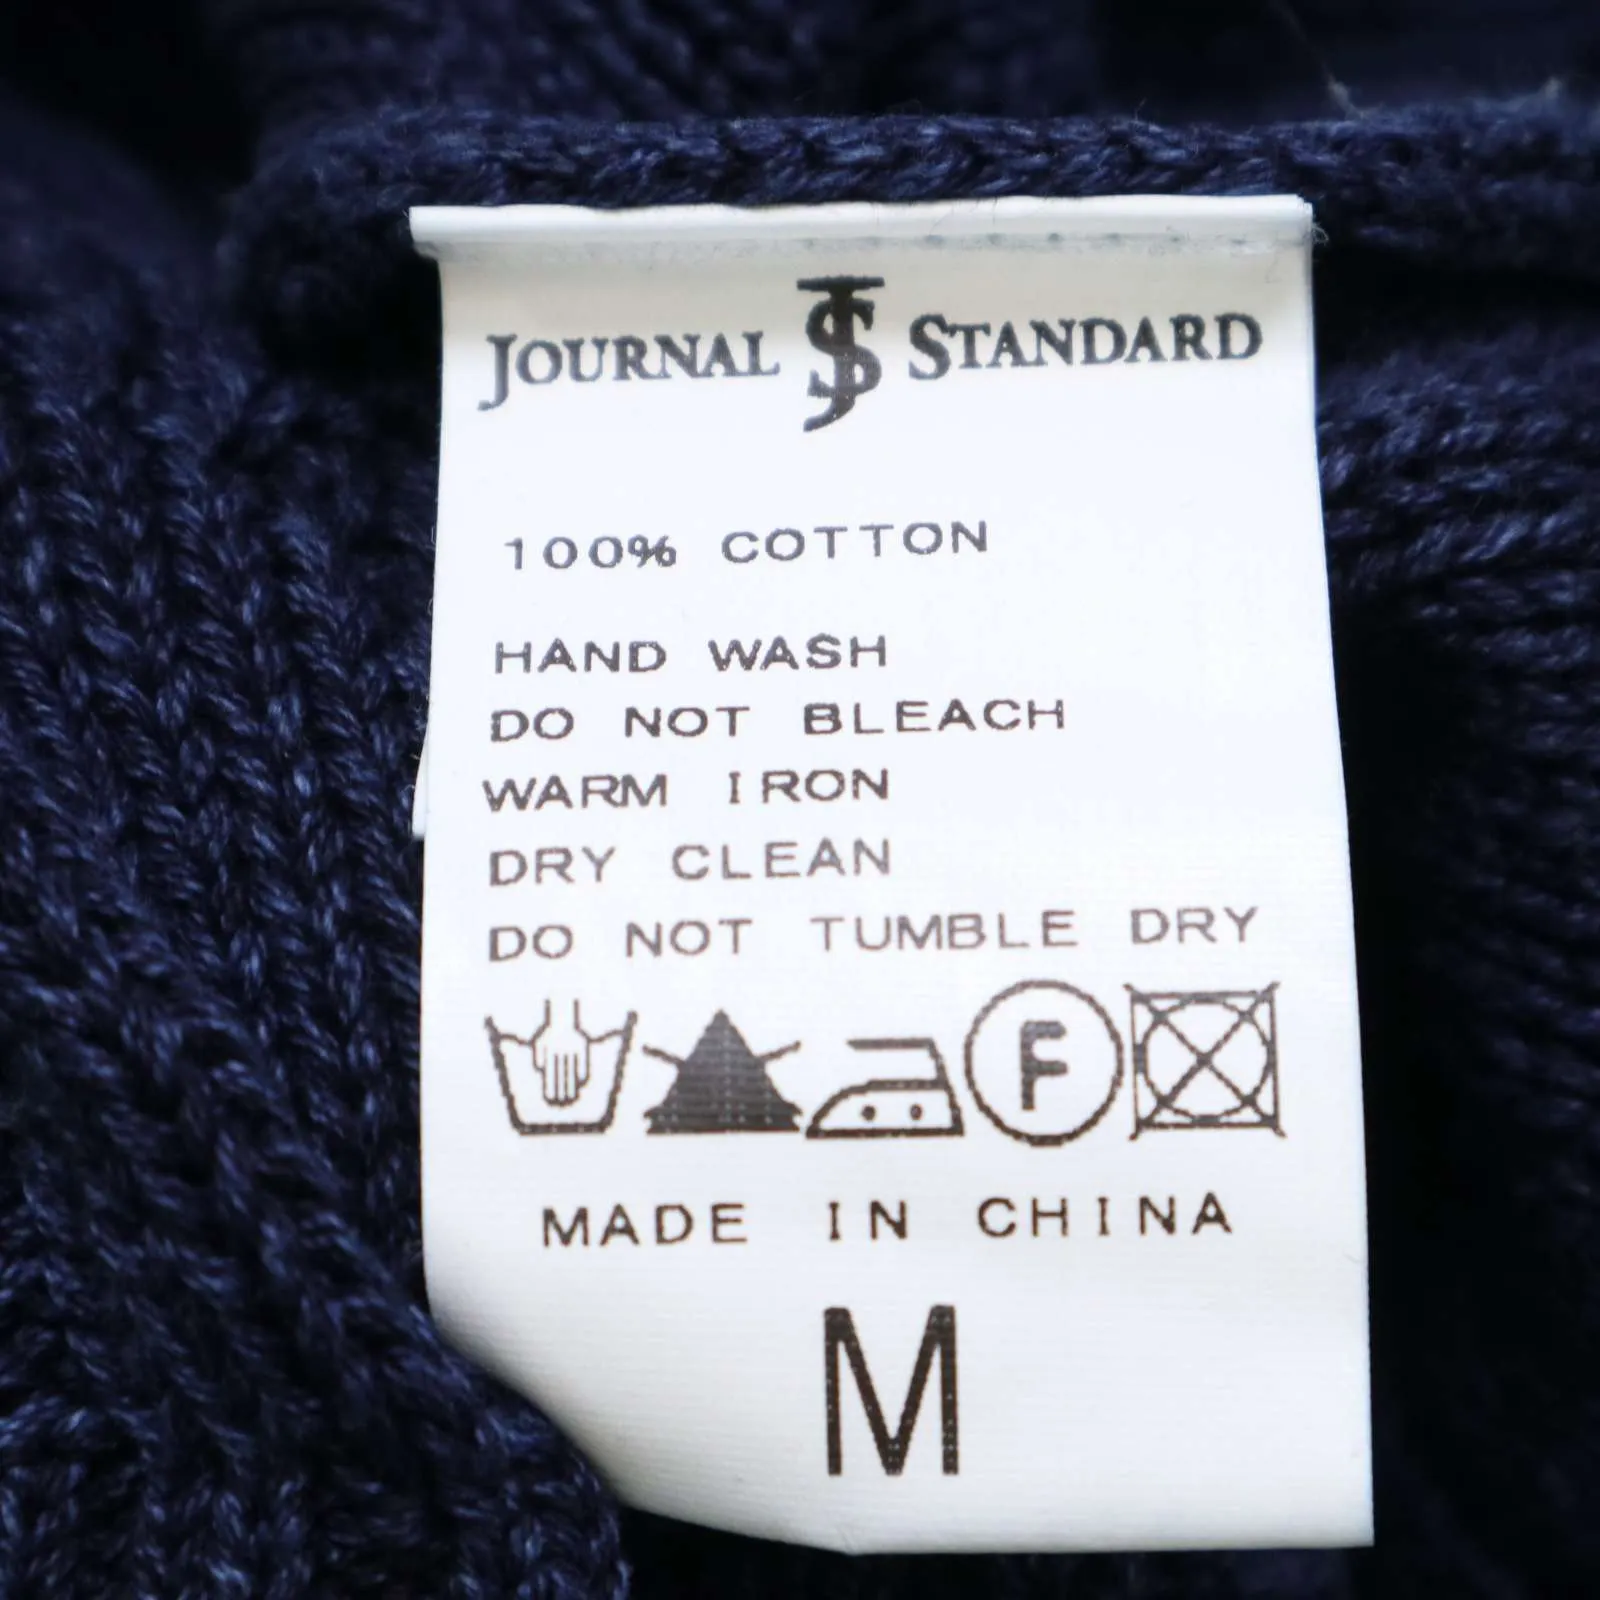 JOURNAL JS STANDARD
100% COTTON
HAND WASH
DO NOT BLEACH
WARM IRON
DRY CLEAN
DO NOT TUMBLE DRY
F
MADE IN CHINA
M